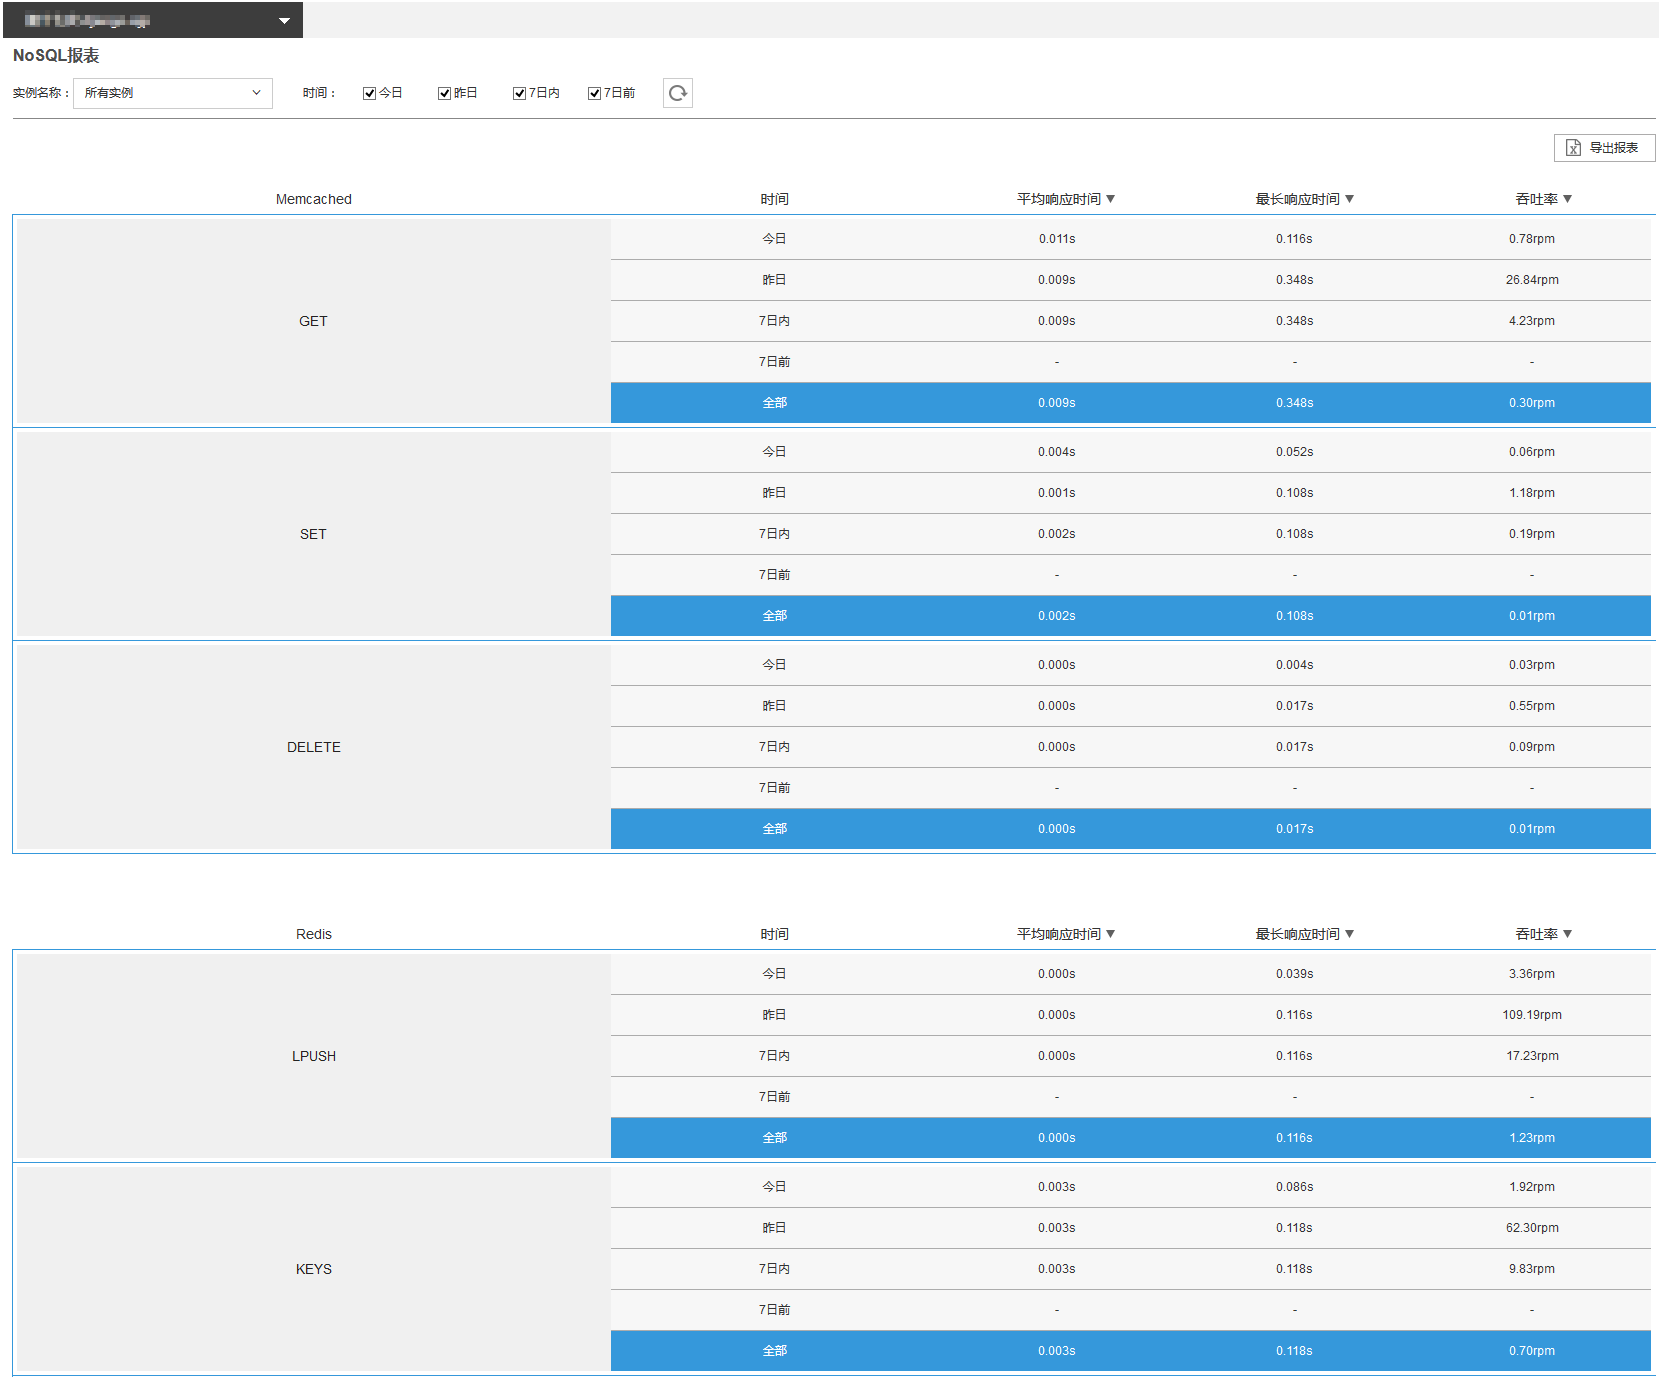 NoSQL报表
实例名称： 所有实例 时间： 今日 昨日 7日内 7日前
导出报表
Memcached 时间 平均响应时间▼ 最长响应时间▼ 吞吐率▼
今日 0.011s 0.116s 0.78rpm
昨日 0.009s 0.348s 26.84rpm
GET 7日内 0.009s 0.348s 4.23rpm
7日前 - - -
全部 0.009s 0.348s 0.30rpm
今日 0.004s 0.052s 0.06rpm
昨日 0.001s 0.108s 1.18rpm
SET 7日内 0.002s 0.108s 0.19rpm
7日前 - - -
全部 0.002s 0.108s 0.01rpm
今日 0.000s 0.004s 0.03rpm
昨日 0.000s 0.017s 0.55rpm
DELETE 7日内 0.000s 0.017s 0.09rpm
7日前 - - -
全部 0.000s 0.017s 0.01rpm
Redis 时间 平均响应时间▼ 最长响应时间▼ 吞吐率▼
今日 0.000s 0.039s 3.36rpm
昨日 0.000s 0.116s 109.19rpm
LPUSH 7日内 0.000s 0.116s 17.23rpm
7日前 - - -
全部 0.000s 0.116s 1.23rpm
今日 0.003s 0.086s 1.92rpm
昨日 0.003s 0.118s 62.30rpm
KEYS 7日内 0.003s 0.118s 9.83rpm
7日前 - - -
全部 0.003s 0.118s 0.70rpm